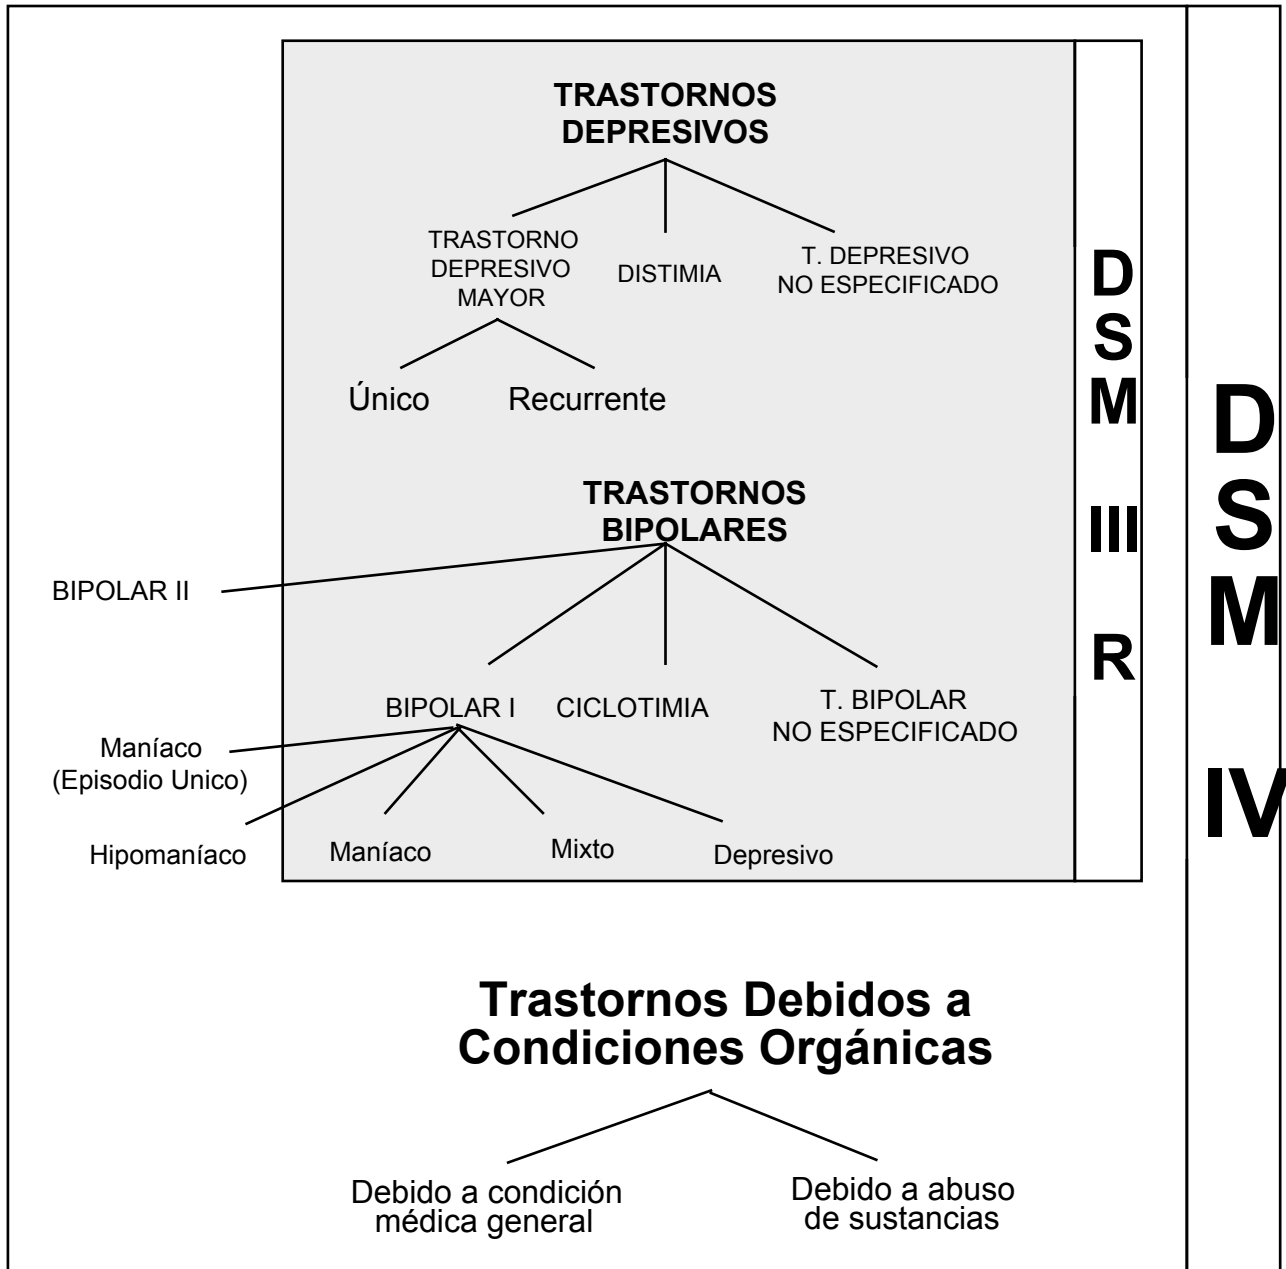 TRASTORNOS
DEPRESIVOS
TRASTORNO
DEPRESIVO
MAYOR
DISTIMIA
T. DEPRESIVO
NO ESPECIFICADO
Único
Recurrente
TRASTORNOS
BIPOLARES
BIPOLAR II
BIPOLAR I
CICLOTIMIA
T. BIPOLAR
NO ESPECIFICADO
Maníaco
(Episodio Unico)
Hipomaníaco
Maníaco
Mixto
Depresivo
D
S
M
III
R
D
S
M
IV
Trastornos Debidos a
Condiciones Orgánicas
Debido a condición
médica general
Debido a abuso
de sustancias